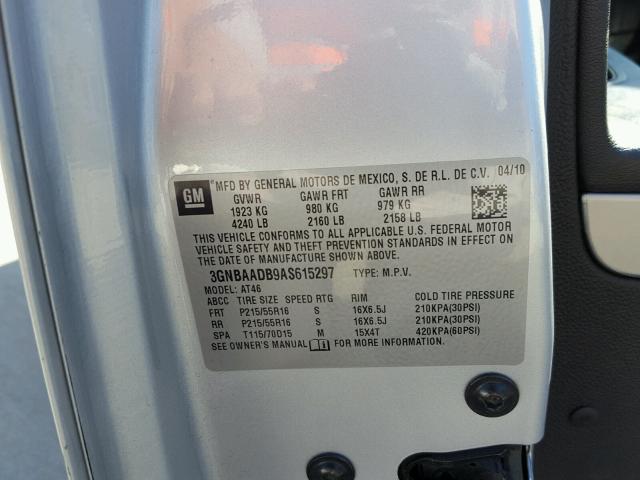 GM MFD BY GENERAL MOTORS DE MEXICO, S. DE R.L. DE C.V. 04/10
GVWR GAWR FRT GAWR RR
1923 KG 980 KG 979 KG
4240 LB 2160 LB 2158 LB
THIS VEHICLE CONFORMS TO ALL APPLICABLE U.S. FEDERAL MOTOR
VEHICLE SAFETY AND THEFT PREVENTION STANDARDS IN EFFECT ON
THE DATE OF MANUFACTURE SHOWN ABOVE.
3GNBAADB9AS615297 TYPE: M.P.V.
MODEL: AT46
ABCC TIRE SIZE SPEED RTG RIM COLD TIRE PRESSURE
FRT P215/55R16 S 16X6.5J 210KPA(30PSI)
RR P215/55R16 S 16X6.5J 210KPA(30PSI)
SPA T115/70D15 M 15X4T 420KPA(60PSI)
SEE OWNER'S MANUAL FOR MORE INFORMATION.